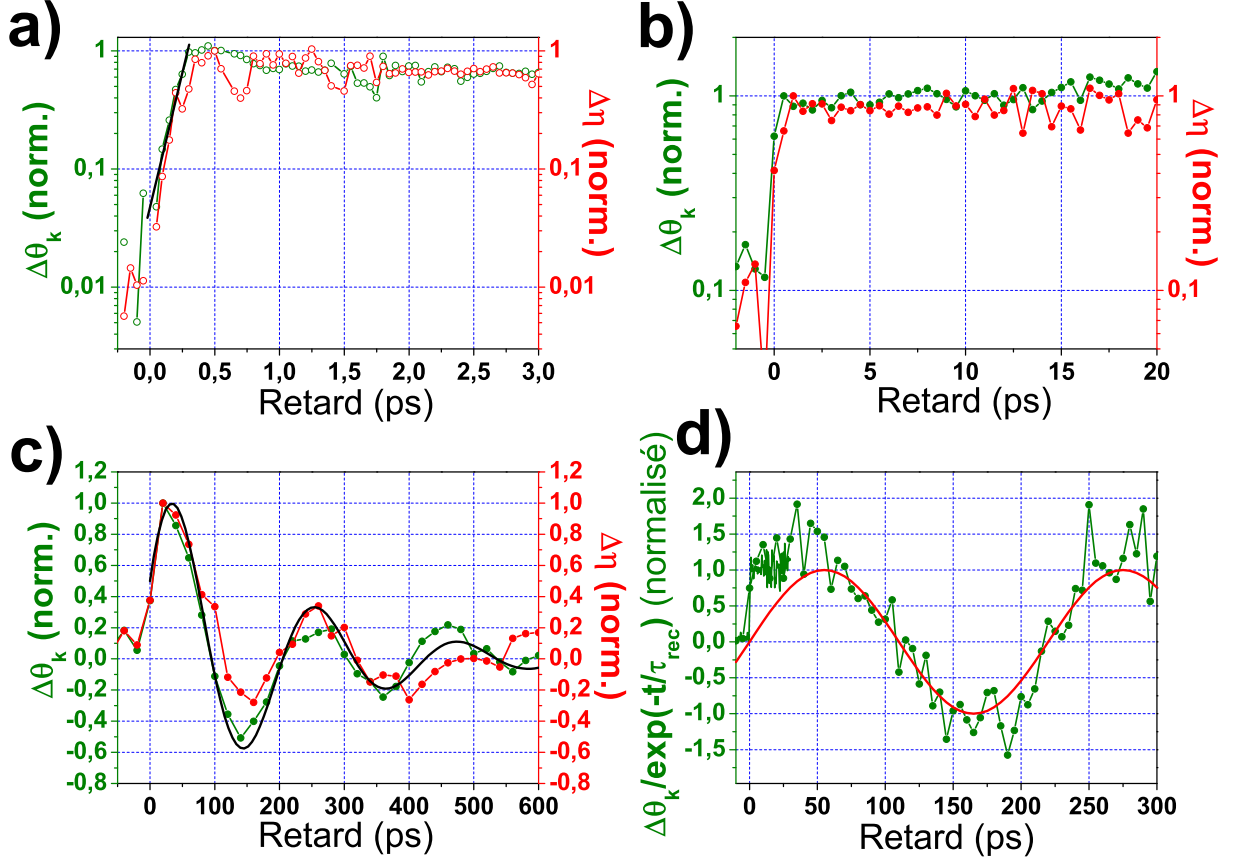 a)
1
0,1
0,01
Δθk (norm.)
1
0,1
0,01
Δη (norm.)
0,0 0,5 1,0 1,5 2,0 2,5 3,0
Retard (ps)
b)
1
0,1
Δθk (norm.)
1
0,1
Δη (norm.)
0 5 10 15 20
Retard (ps)
c)
1,2
1,0
0,8
0,6
0,4
0,2
0,0
-0,2
-0,4
-0,6
-0,8
Δθk (norm.)
1,2
1,0
0,8
0,6
0,4
0,2
0,0
-0,2
-0,4
-0,6
-0,8
Δη (norm.)
0 100 200 300 400 500 600
Retard (ps)
d)
2,0
1,5
1,0
0,5
0,0
-0,5
-1,0
-1,5
Δθk/exp(-t/τrec) (normalisé)
0 50 100 150 200 250 300
Retard (ps)